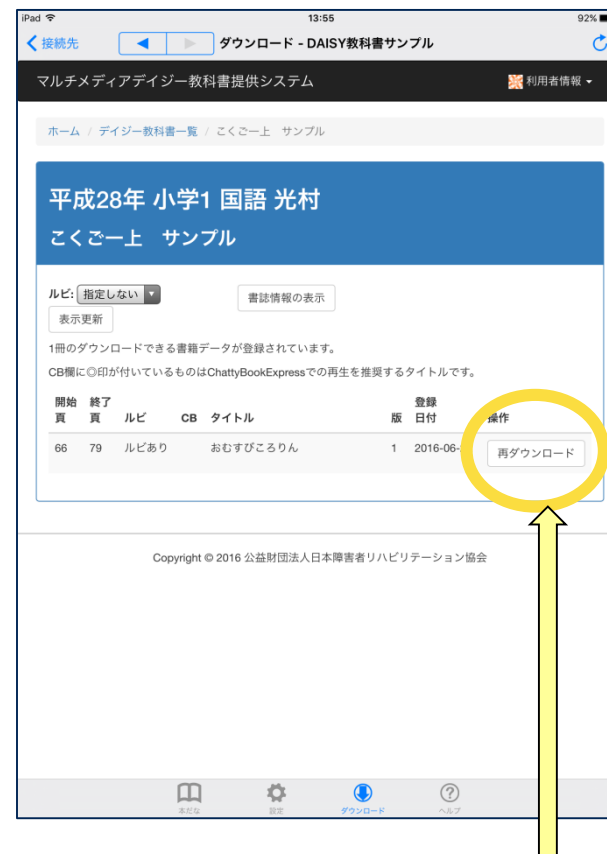 iPad 13:55 92%
接続先 ダウンロード - DAISY教科書サンプル
マルチメディアデイジー教科書提供システム 利用者情報
ホーム / デイジー教科書一覧 / こくご一上 サンプル
平成28年 小学1 国語 光村
こくご一上 サンプル
ルビ: 指定しない 書誌情報の表示
表示更新
1冊のダウンロードできる書籍データが登録されています。
CB欄に◎印が付いているものはChattyBookExpressでの再生を推奨するタイトルです。
開始頁 終了頁 ルビ CB タイトル 版 登録日付 操作
66 79 ルビあり おむすびころりん 1 2016-06- 再ダウンロード
Copyright © 2016 公益財団法人日本障害者リハビリテーション協会
本だな 設定 ダウンロード ヘルプ